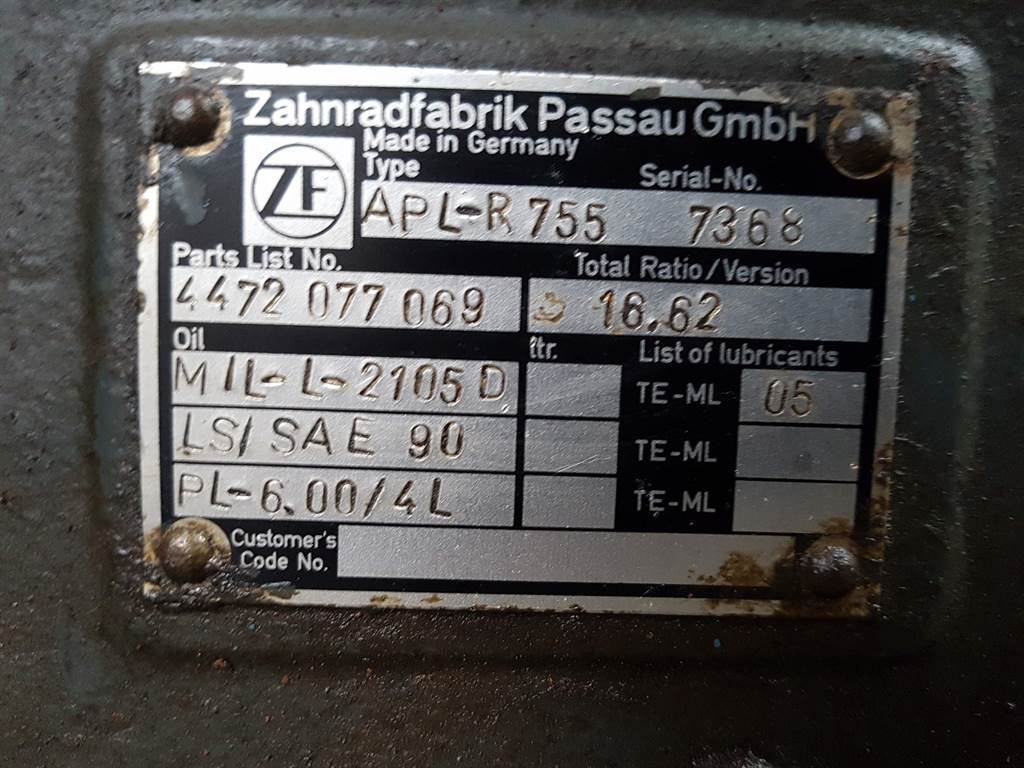 Zahnradfabrik Passau GmbH
ZF
Made in Germany
Type Serial-No.
APL-R 755 7368
Parts List No. Total Ratio/Version
4472 077 069 16.62
Oil ltr. List of lubricants
MIL-L-2105 D TE-ML 05
LS/SAE 90 TE-ML
PL-6.00/4L TE-ML
Customer's
Code No.